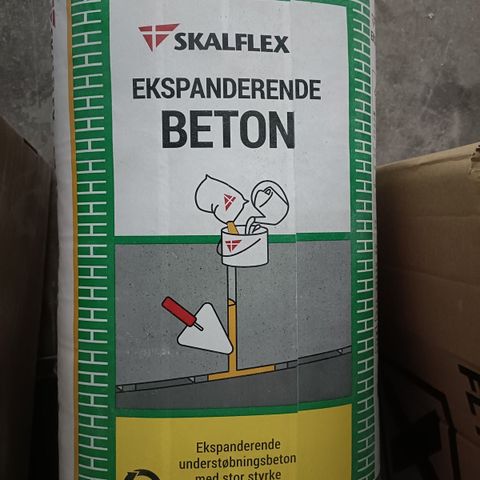 SKALFLEX
EKSPANDERENDE
BETON
Ekspanderende
understøbningsbeton
med stor styrke